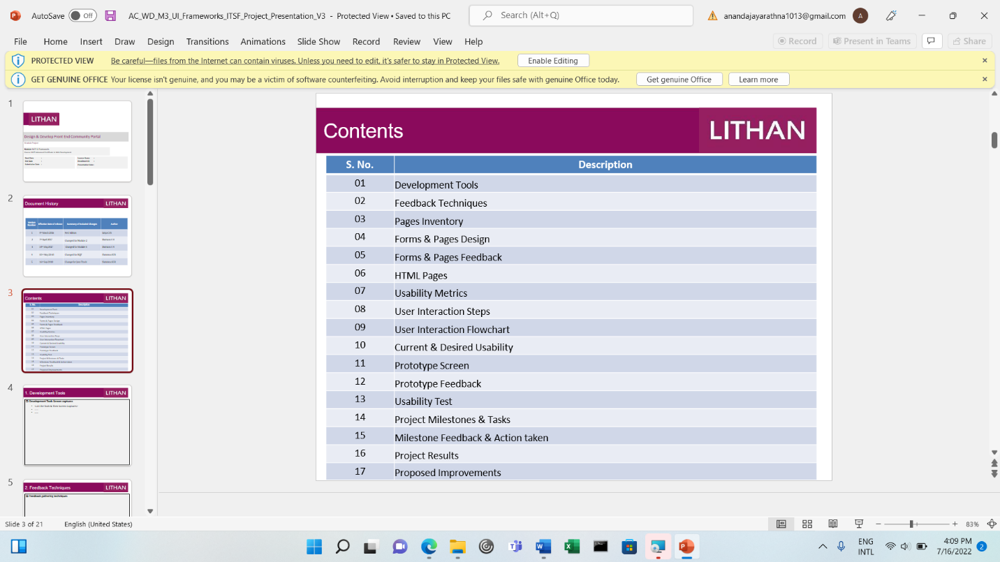 AutoSave Off AC_WD_M3_UI_Frameworks_ITSF_Project_Presentation_V3 - Protected View • Saved to this PC Search (Alt+Q) anandajayarathna1013@gmail.com A
File Home Insert Draw Design Transitions Animations Slide Show Record Review View Help Record Present in Teams Share
PROTECTED VIEW Be careful—files from the Internet can contain viruses. Unless you need to edit, it's safer to stay in Protected View. Enable Editing
GET GENUINE OFFICE Your license isn't genuine, and you may be a victim of software counterfeiting. Avoid interruption and keep your files safe with genuine Office today. Get genuine Office Learn more
1
LITHAN
Design & Develop Front End Community Portal
2
Document History LITHAN
3
Contents LITHAN
4
1. Development Tools LITHAN
Development Tools Screen captures
5
2. Feedback Techniques LITHAN
Feedback gathering techniques
Contents LITHAN
S. No. Description
01 Development Tools
02 Feedback Techniques
03 Pages Inventory
04 Forms & Pages Design
05 Forms & Pages Feedback
06 HTML Pages
07 Usability Metrics
08 User Interaction Steps
09 User Interaction Flowchart
10 Current & Desired Usability
11 Prototype Screen
12 Prototype Feedback
13 Usability Test
14 Project Milestones & Tasks
15 Milestone Feedback & Action taken
16 Project Results
17 Proposed Improvements
Slide 3 of 21 English (United States) 83%
ENG
INTL
4:09 PM
7/16/2022
2